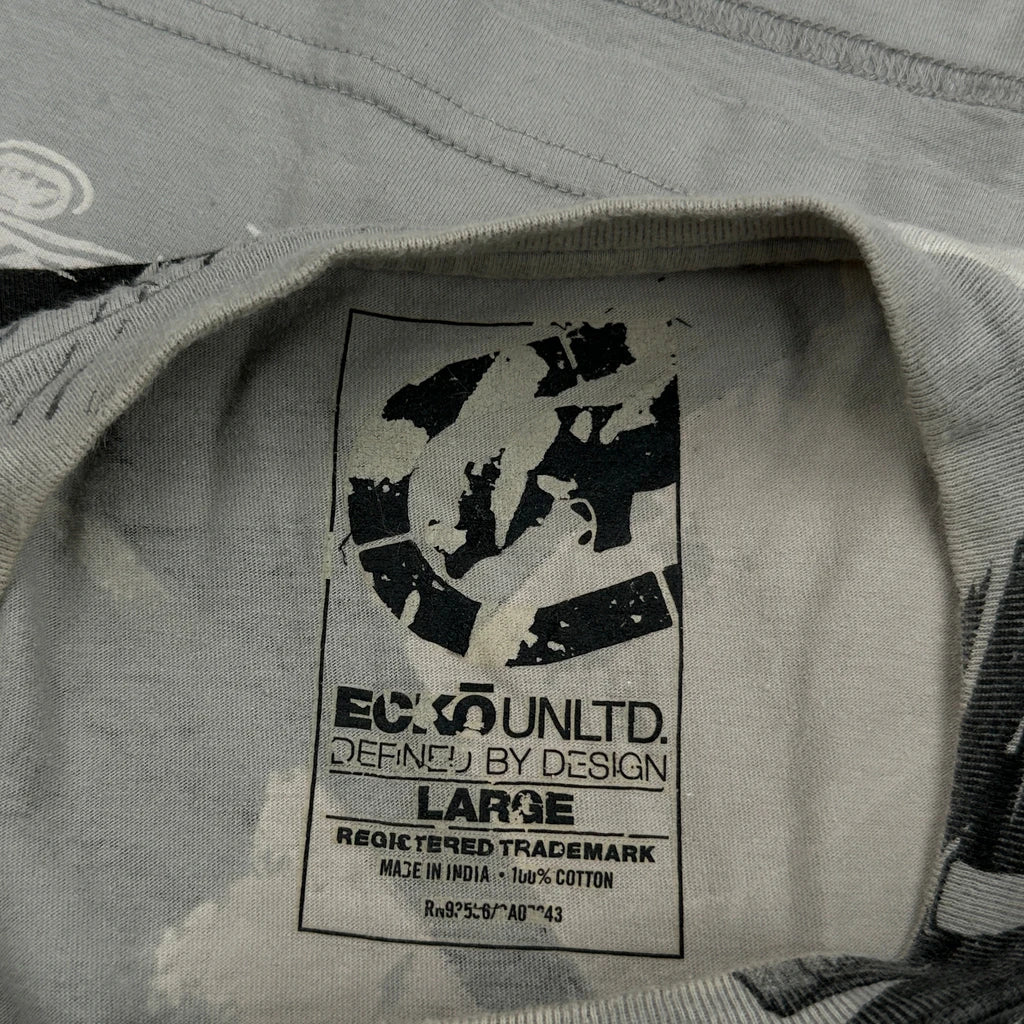 ECKŌ UNLTD.
DEFINED BY DESIGN
LARGE
REGISTERED TRADEMARK
MADE IN INDIA • 100% COTTON